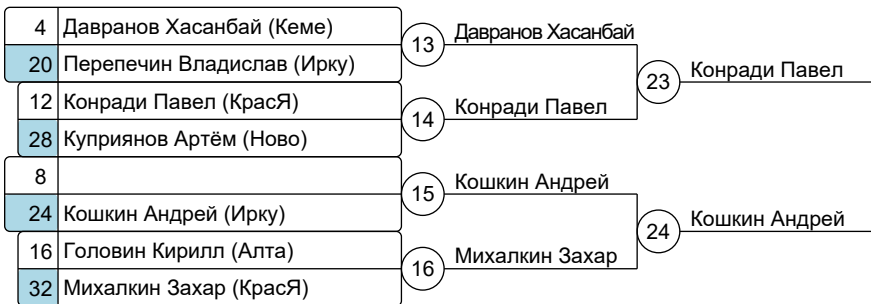 4 Давранов Хасанбай (Кеме)
20 Перепечин Владислав (Ирку)
12 Конради Павел (КрасЯ)
28 Куприянов Артём (Ново)
8
24 Кошкин Андрей (Ирку)
16 Головин Кирилл (Алта)
32 Михалкин Захар (КрасЯ)
13 Давранов Хасанбай
14 Конради Павел
15 Кошкин Андрей
16 Михалкин Захар
23 Конради Павел
24 Кошкин Андрей